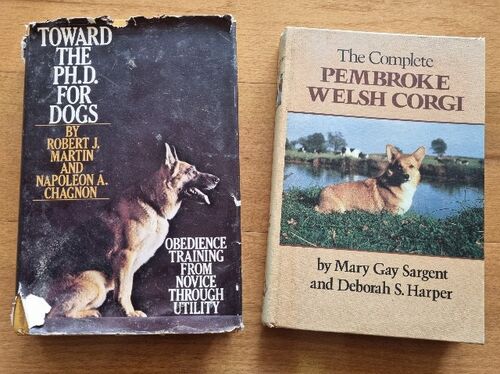 TOWARD
THE
PH.D.
FOR
DOGS
BY
ROBERT J.
MARTIN
AND
NAPOLEON A.
CHAGNON
OBEDIENCE
TRAINING
FROM
NOVICE
THROUGH
UTILITY
The Complete
PEMBROKE
WELSH CORGI
by Mary Gay Sargent
and Deborah S. Harper